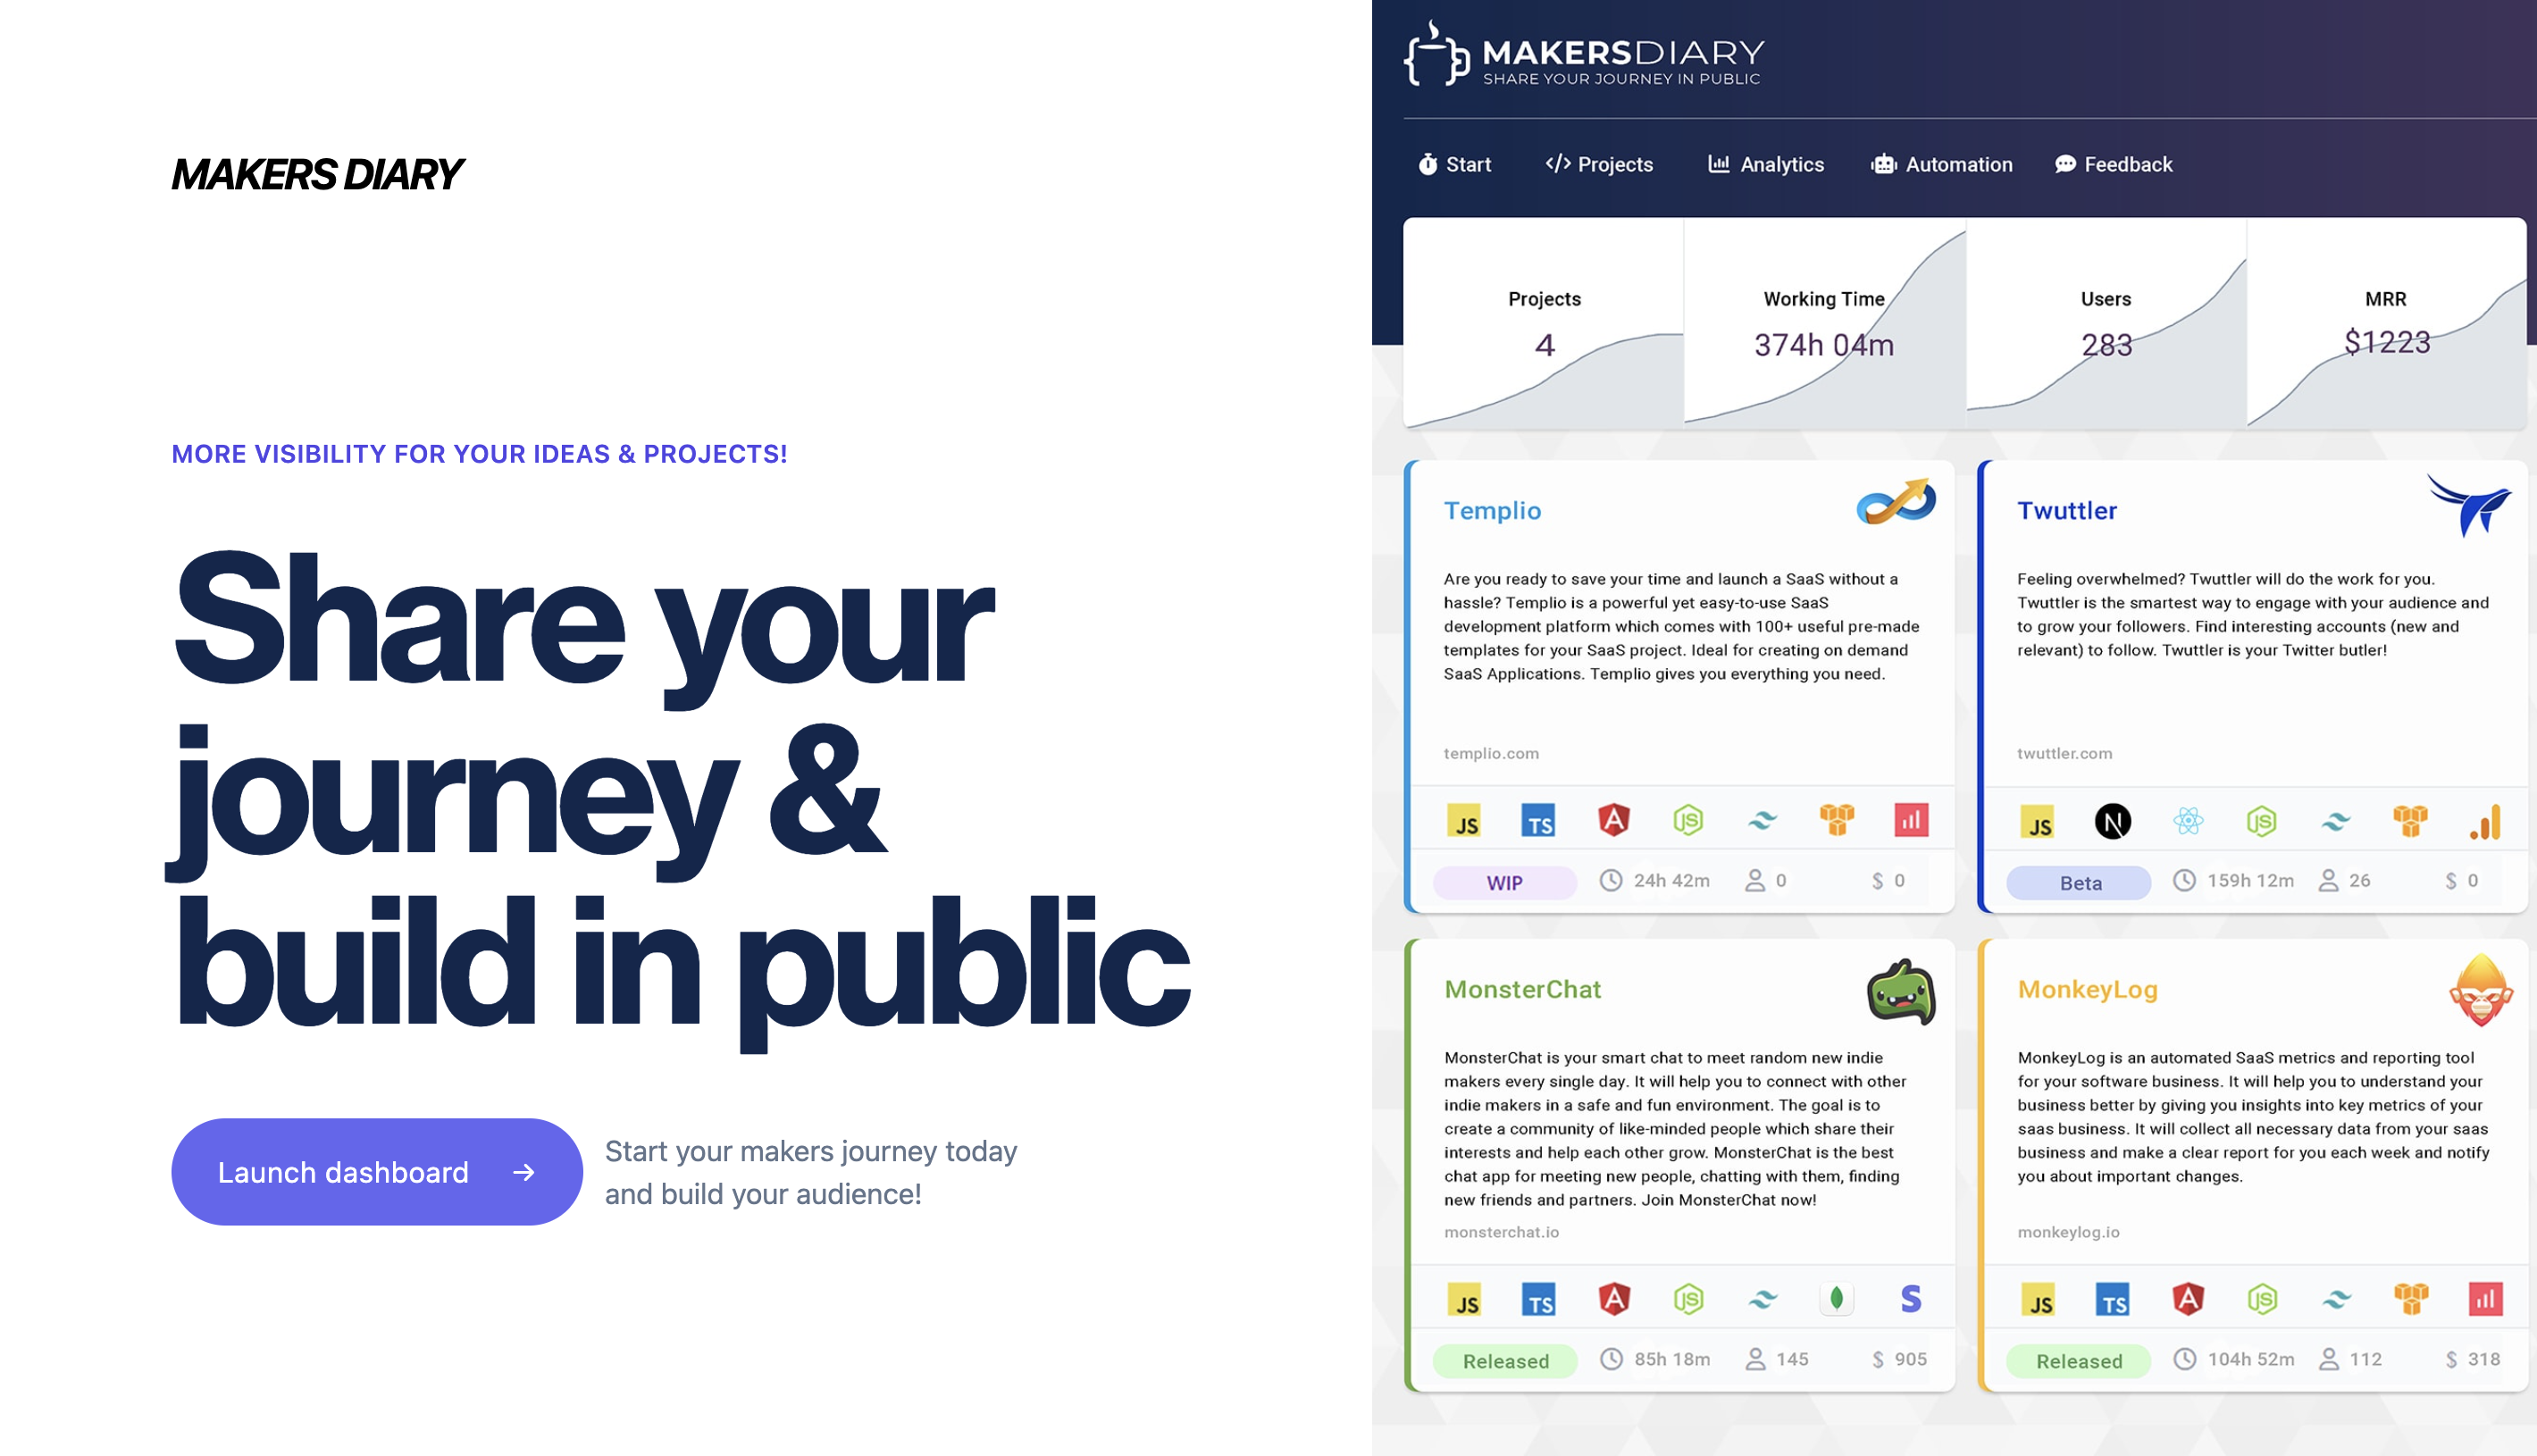 MAKERS DIARY
MORE VISIBILITY FOR YOUR IDEAS & PROJECTS!
Share your
journey &
build in public
Launch dashboard
Start your makers journey today
and build your audience!
MAKERSDIARY
SHARE YOUR JOURNEY IN PUBLIC
Start
Projects
Analytics
Automation
Feedback
Projects
4
Working Time
374h 04m
Users
283
MRR
$1223
Templio
Are you ready to save your time and launch a SaaS without a
hassle? Templio is a powerful yet easy-to-use SaaS
development platform which comes with 100+ useful pre-made
templates for your SaaS project. Ideal for creating on demand
SaaS Applications. Templio gives you everything you need.
templio.com
JS TS A JS
WIP 24h 42m 0 $ 0
Twuttler
Feeling overwhelmed? Twuttler will do the work for you.
Twuttler is the smartest way to engage with your audience and
to grow your followers. Find interesting accounts (new and
relevant) to follow. Twuttler is your Twitter butler!
twuttler.com
JS N JS
Beta 159h 12m 26 $ 0
MonsterChat
MonsterChat is your smart chat to meet random new indie
makers every single day. It will help you to connect with other
indie makers in a safe and fun environment. The goal is to
create a community of like-minded people which share their
interests and help each other grow. MonsterChat is the best
chat app for meeting new people, chatting with them, finding
new friends and partners. Join MonsterChat now!
monsterchat.io
JS TS A JS S
Released 85h 18m 145 $ 905
MonkeyLog
MonkeyLog is an automated SaaS metrics and reporting tool
for your software business. It will help you to understand your
business better by giving you insights into key metrics of your
saas business. It will collect all necessary data from your saas
business and make a clear report for you each week and notify
you about important changes.
monkeylog.io
JS TS A JS
Released 104h 52m 112 $ 318